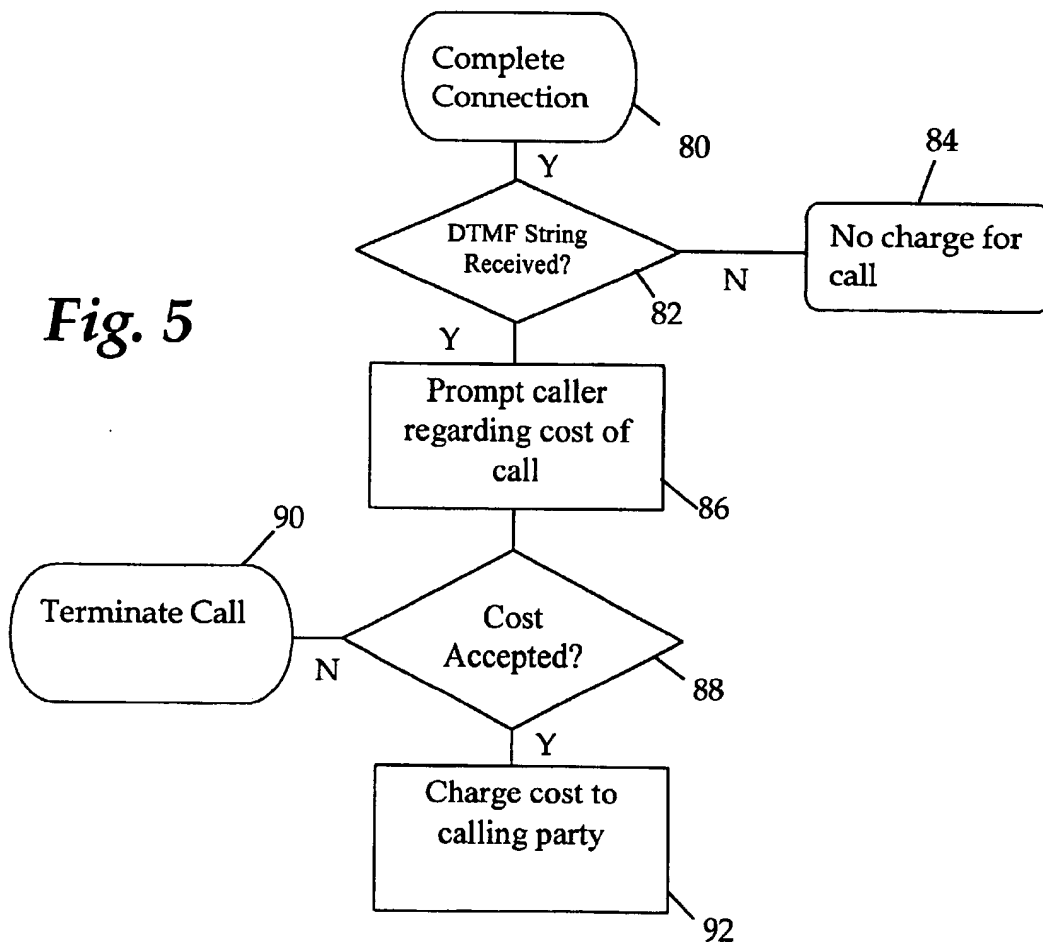 Complete
Connection
80
Y
84
DTMF String
Received?
82
N
No charge for
call
Fig. 5
Y
Prompt caller
regarding cost of
call
86
90
Terminate Call
N
Cost
Accepted?
88
Y
Charge cost to
calling party
92